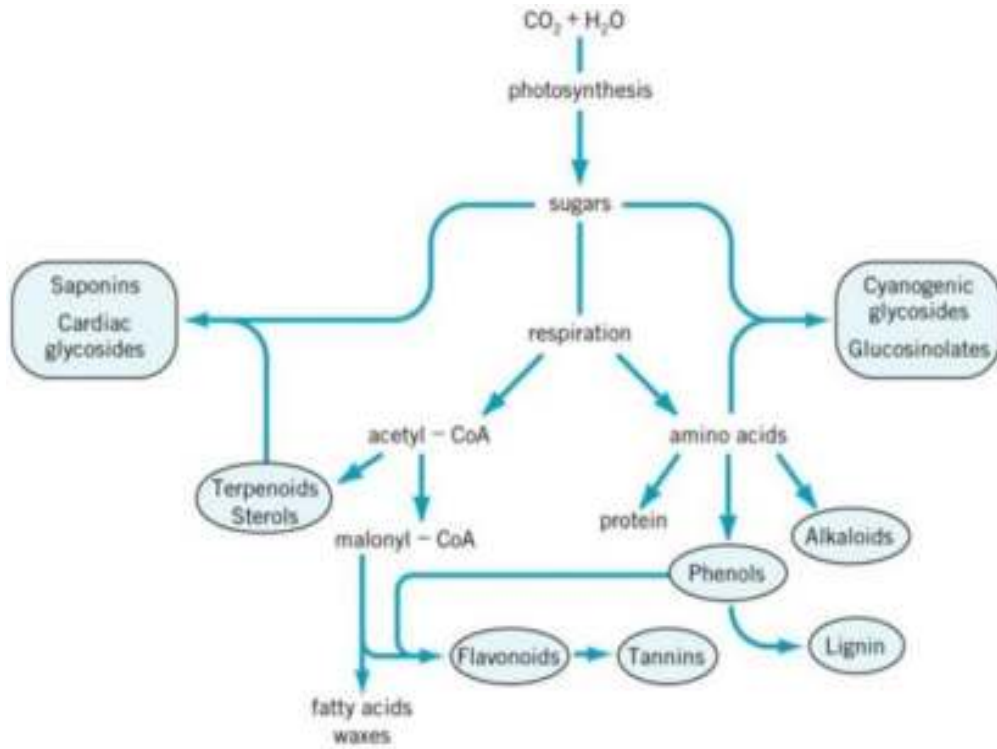 CO₂ + H₂O
photosynthesis
sugars
Saponins
Cardiac
glycosides
Cyanogenic
glycosides
Glucosinolates
respiration
acetyl – CoA
amino acids
Terpenoids
Sterols
protein
Alkaloids
malonyl – CoA
Phenols
Flavonoids
Tannins
Lignin
fatty acids
waxes